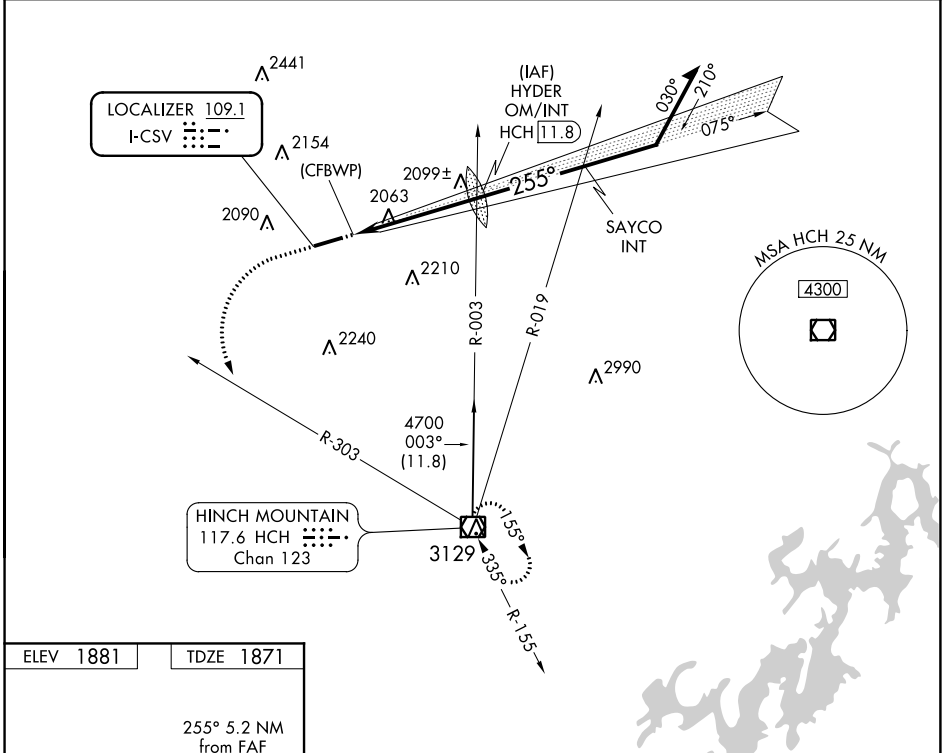 2441
LOCALIZER 109.1
I-CSV
2154
(CFBWP)
2090
2063
2099±
(IAF)
HYDER
OM/INT
HCH 11.8
030°
210°
075°
255°
SAYCO
INT
MSA HCH 25 NM
4300
2210
2240
2990
R-003
R-019
R-303
4700
003°
(11.8)
HINCH MOUNTAIN
117.6 HCH
Chan 123
3129
155°
335°
R-155
ELEV 1881
TDZE 1871
255° 5.2 NM
from FAF